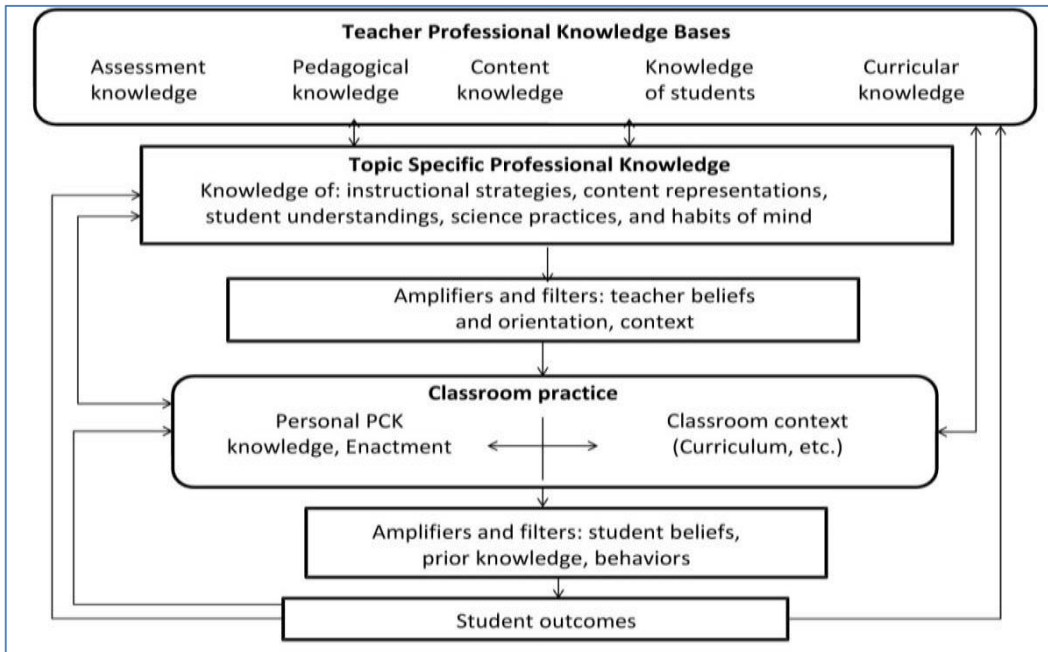 Teacher Professional Knowledge Bases
Assessment knowledge
Pedagogical knowledge
Content knowledge
Knowledge of students
Curricular knowledge
Topic Specific Professional Knowledge
Knowledge of: instructional strategies, content representations,
student understandings, science practices, and habits of mind
Amplifiers and filters: teacher beliefs
and orientation, context
Classroom practice
Personal PCK
knowledge, Enactment
Classroom context
(Curriculum, etc.)
Amplifiers and filters: student beliefs,
prior knowledge, behaviors
Student outcomes